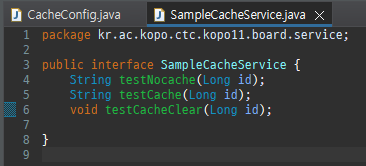 CacheConfig.java
SampleCacheService.java
1 package kr.ac.kopo.ctc.kopo11.board.service;
2
3 public interface SampleCacheService {
4 String testNocache(Long id);
5 String testCache(Long id);
6 void testCacheClear(Long id);
7
8 }
9